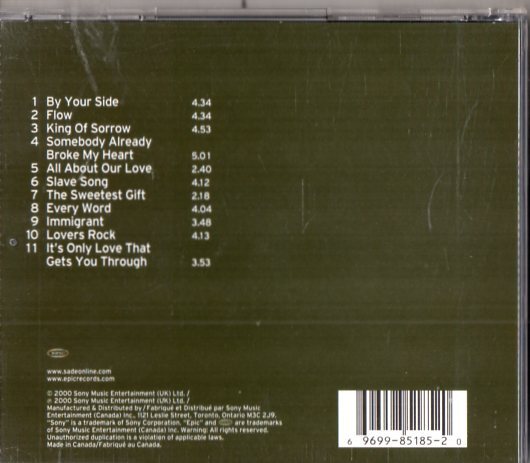 1 By Your Side 4.34
2 Flow 4.34
3 King Of Sorrow 4.53
4 Somebody Already
Broke My Heart 5.01
5 All About Our Love 2.40
6 Slave Song 4.12
7 The Sweetest Gift 2.18
8 Every Word 4.04
9 Immigrant 3.48
10 Lovers Rock 4.13
11 It's Only Love That
Gets You Through 3.53
epic
www.sadeonline.com
www.epicrecords.com
© 2000 Sony Music Entertainment (UK) Ltd. /
℗ 2000 Sony Music Entertainment (UK) Ltd. /
Manufactured & Distributed by / Fabriqué et Distribué par Sony Music
Entertainment (Canada) Inc., 1121 Leslie Street, Toronto, Ontario M3C 2J9.
"Sony" is a trademark of Sony Corporation. "Epic" and epic are trademarks
of Sony Music Entertainment (Canada) Inc. Warning: All rights reserved.
Unauthorized duplication is a violation of applicable laws.
Made in Canada/Fabriqué au Canada.
6 9699-85185-2 0